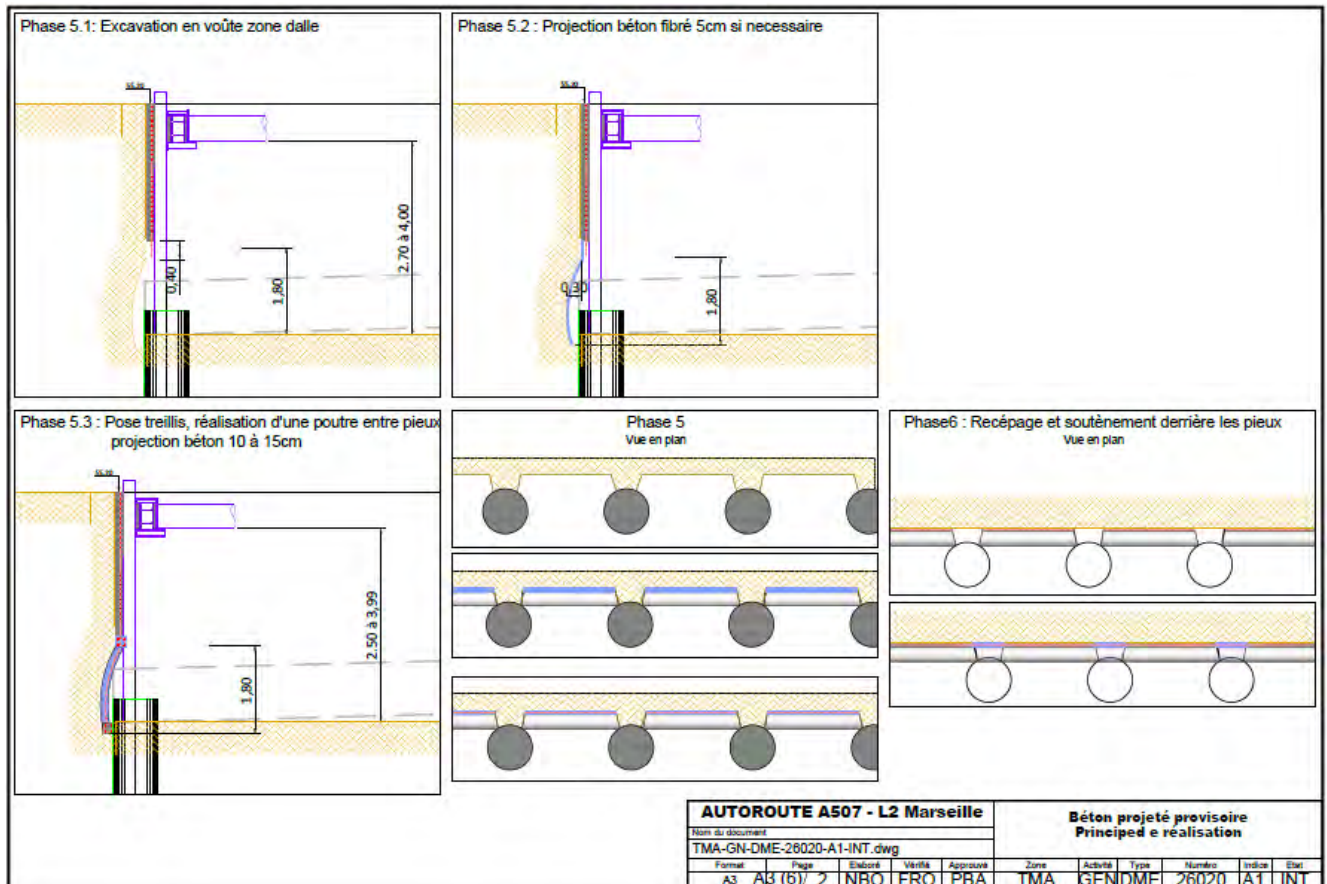 Phase 5.1: Excavation en voûte zone dalle
0,40
1,80
2.70 à 4,00
Phase 5.2 : Projection béton fibré 5cm si necessaire
0,30
1,80
Phase 5.3 : Pose treillis, réalisation d'une poutre entre pieux
projection béton 10 à 15cm
1,80
2.50 à 3,99
Phase 5
Vue en plan
Phase6 : Recépage et soutènement derrière les pieux
Vue en plan
AUTOROUTE A507 - L2 Marseille
Nom du document
TMA-GN-DME-26020-A1-INT.dwg
Béton projeté provisoire
Principed e réalisation
Format Page Elaboré Vérifié Approuvé Zone Activité Type Numéro Indice Etat
A3 A3 (6)/ 2 NBO ERO PBA TMA GEN DME 26020 A1 INT